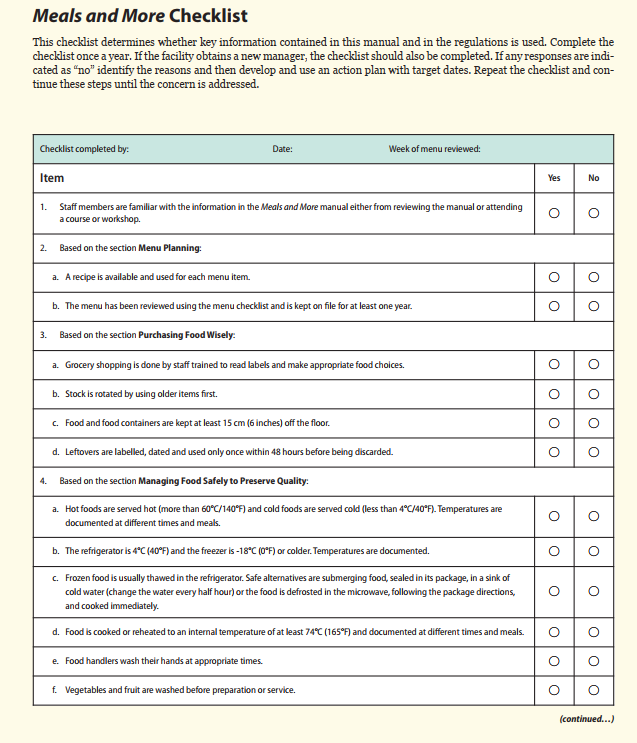 Meals and More Checklist
This checklist determines whether key information contained in this manual and in the regulations is used. Complete the
checklist once a year. If the facility obtains a new manager, the checklist should also be completed. If any responses are indi-
cated as “no” identify the reasons and then develop and use an action plan with target dates. Repeat the checklist and con-
tinue these steps until the concern is addressed.
Checklist completed by: Date: Week of menu reviewed:
Item Yes No
1. Staff members are familiar with the information in the Meals and More manual either from reviewing the manual or attending
a course or workshop.
2. Based on the section Menu Planning:
a. A recipe is available and used for each menu item.
b. The menu has been reviewed using the menu checklist and is kept on file for at least one year.
3. Based on the section Purchasing Food Wisely:
a. Grocery shopping is done by staff trained to read labels and make appropriate food choices.
b. Stock is rotated by using older items first.
c. Food and food containers are kept at least 15 cm (6 inches) off the floor.
d. Leftovers are labelled, dated and used only once within 48 hours before being discarded.
4. Based on the section Managing Food Safely to Preserve Quality:
a. Hot foods are served hot (more than 60°C/140°F) and cold foods are served cold (less than 4°C/40°F). Temperatures are
documented at different times and meals.
b. The refrigerator is 4°C (40°F) and the freezer is -18°C (0°F) or colder. Temperatures are documented.
c. Frozen food is usually thawed in the refrigerator. Safe alternatives are submerging food, sealed in its package, in a sink of
cold water (change the water every half hour) or the food is defrosted in the microwave, following the package directions,
and cooked immediately.
d. Food is cooked or reheated to an internal temperature of at least 74°C (165°F) and documented at different times and meals.
e. Food handlers wash their hands at appropriate times.
f. Vegetables and fruit are washed before preparation or service.
(continued...)